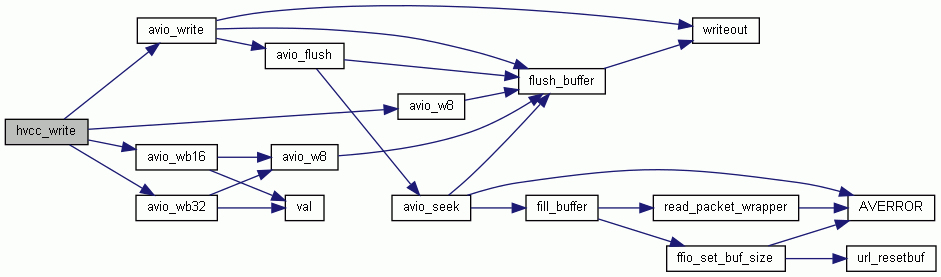 avio_write
writeout
avio_flush
flush_buffer
avio_w8
hvcc_write
avio_wb16
avio_w8
avio_wb32
val
avio_seek
fill_buffer
read_packet_wrapper
AVERROR
ffio_set_buf_size
url_resetbuf